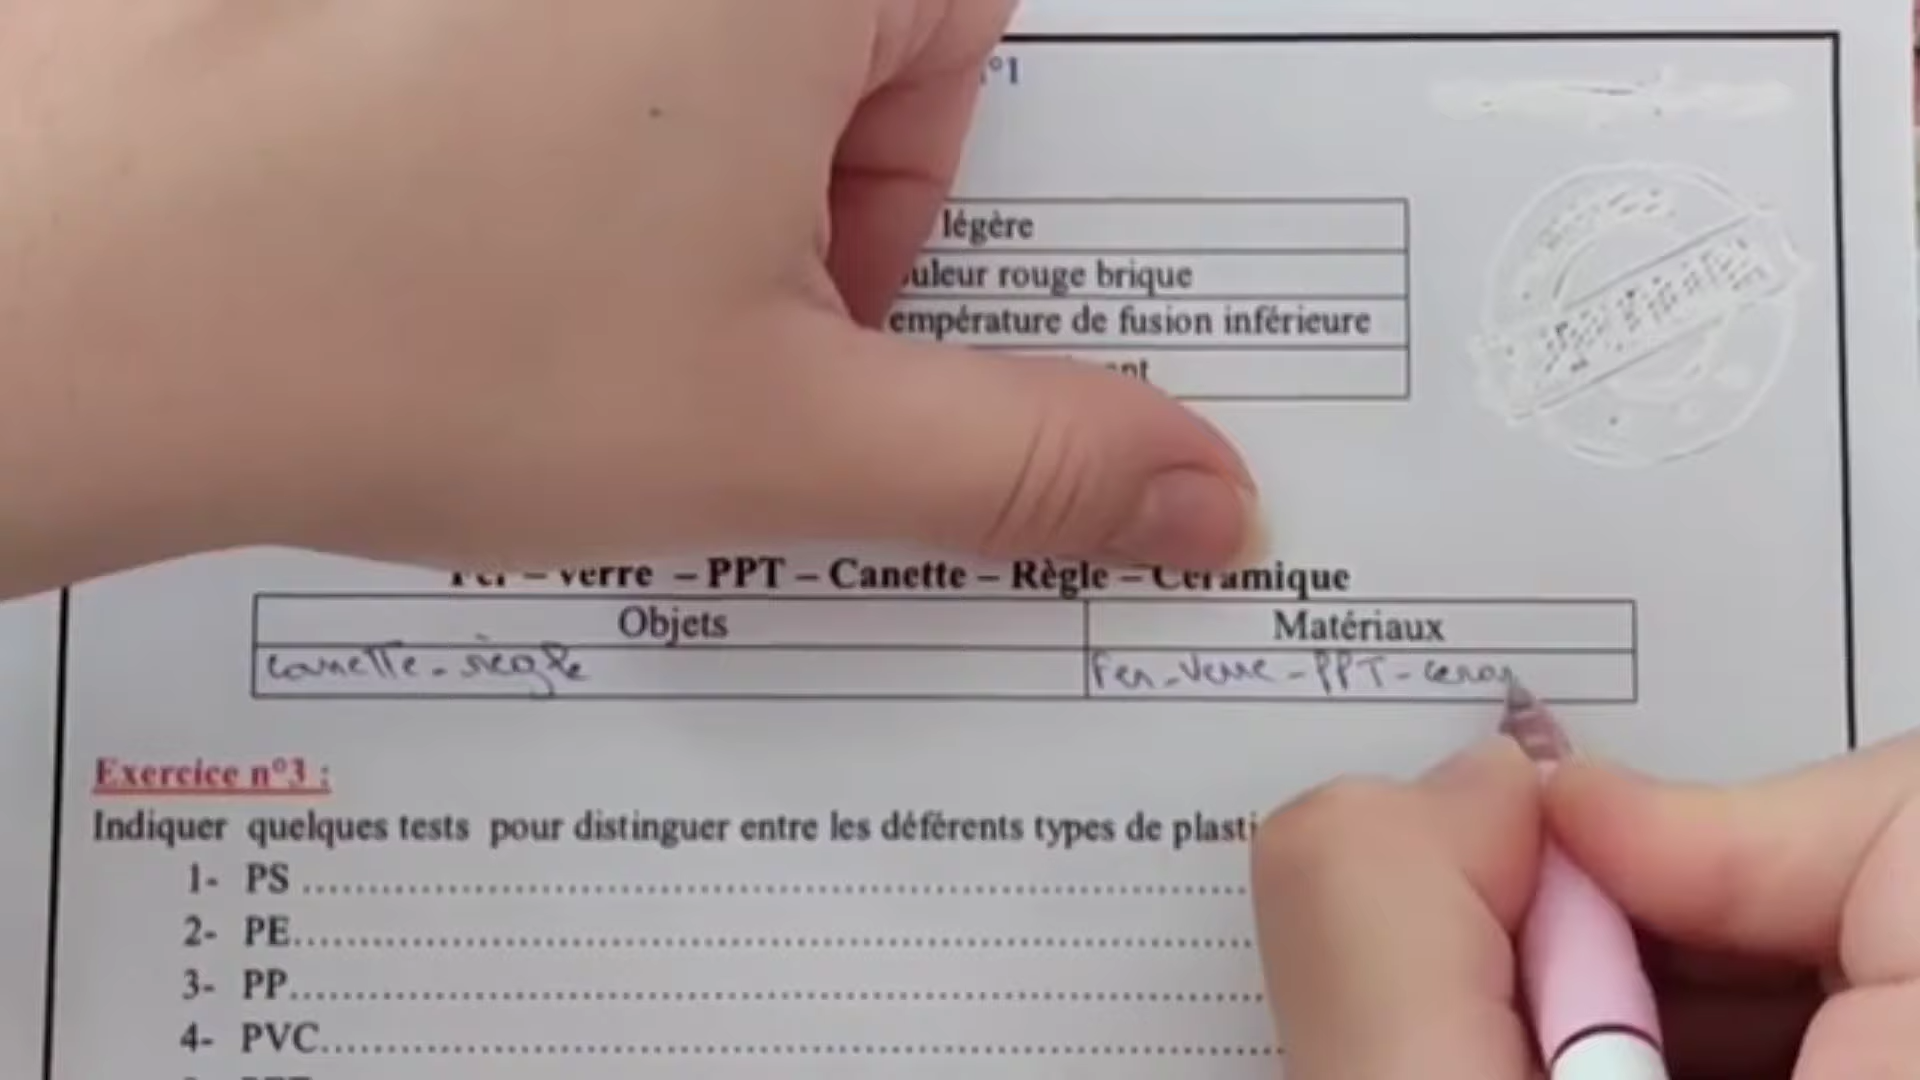 °1
légère
uleur rouge brique
empérature de fusion inférieure
Fer – verre – PPT – Canette – Règle – Céramique
Objets Matériaux
canette - règle Fer - Verre - PPT - ceram
Exercice n°3 :
Indiquer quelques tests pour distinguer entre les déférents types de plasti
1- PS
2- PE
3- PP
4- PVC